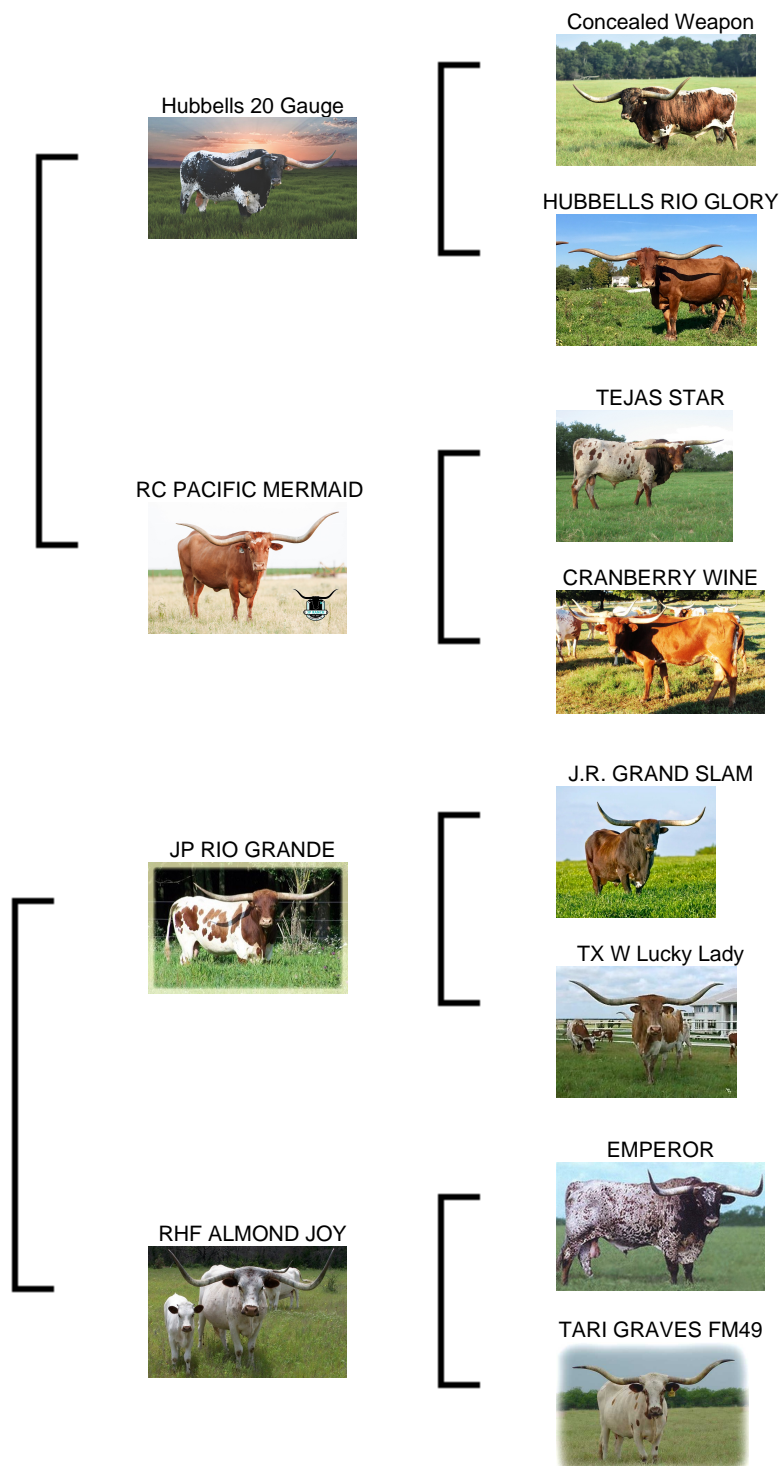 Concealed Weapon
Hubbells 20 Gauge
HUBBELLS RIO GLORY
TEJAS STAR
RC PACIFIC MERMAID
CRANBERRY WINE
J.R. GRAND SLAM
JP RIO GRANDE
TX W Lucky Lady
EMPEROR
RHF ALMOND JOY
TARI GRAVES FM49